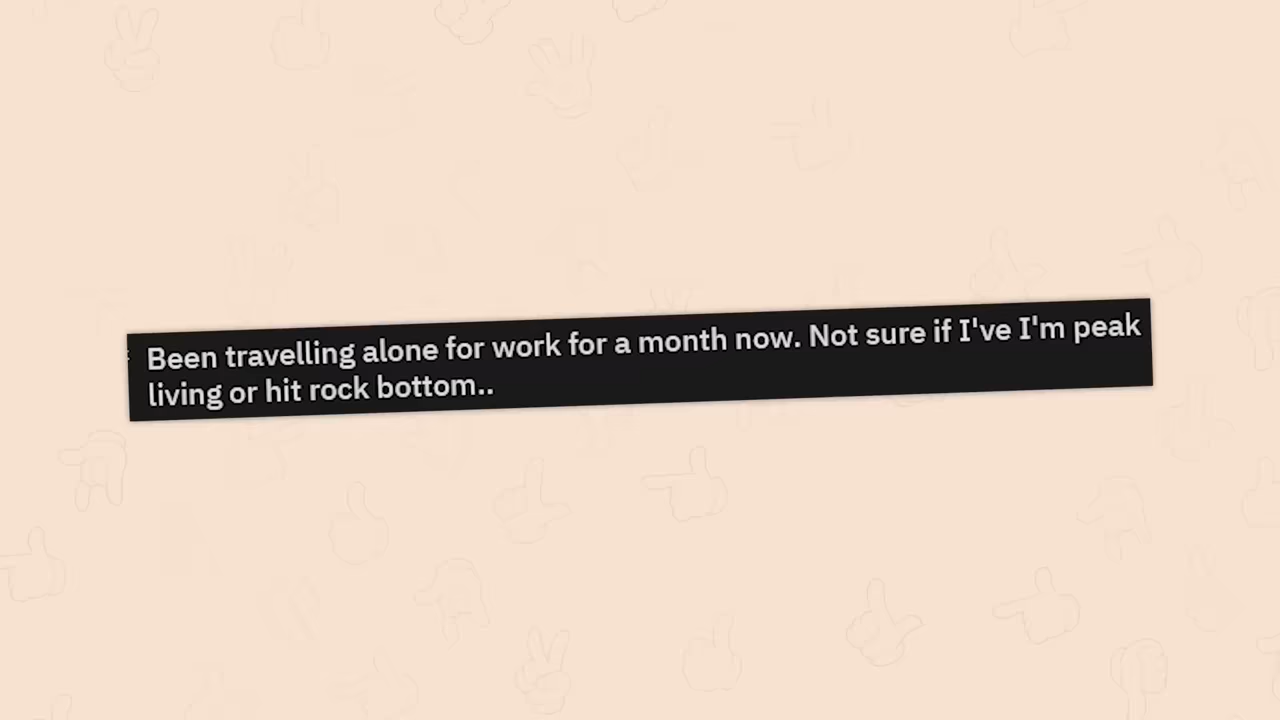 Been travelling alone for work for a month now. Not sure if I've I'm peak
living or hit rock bottom..